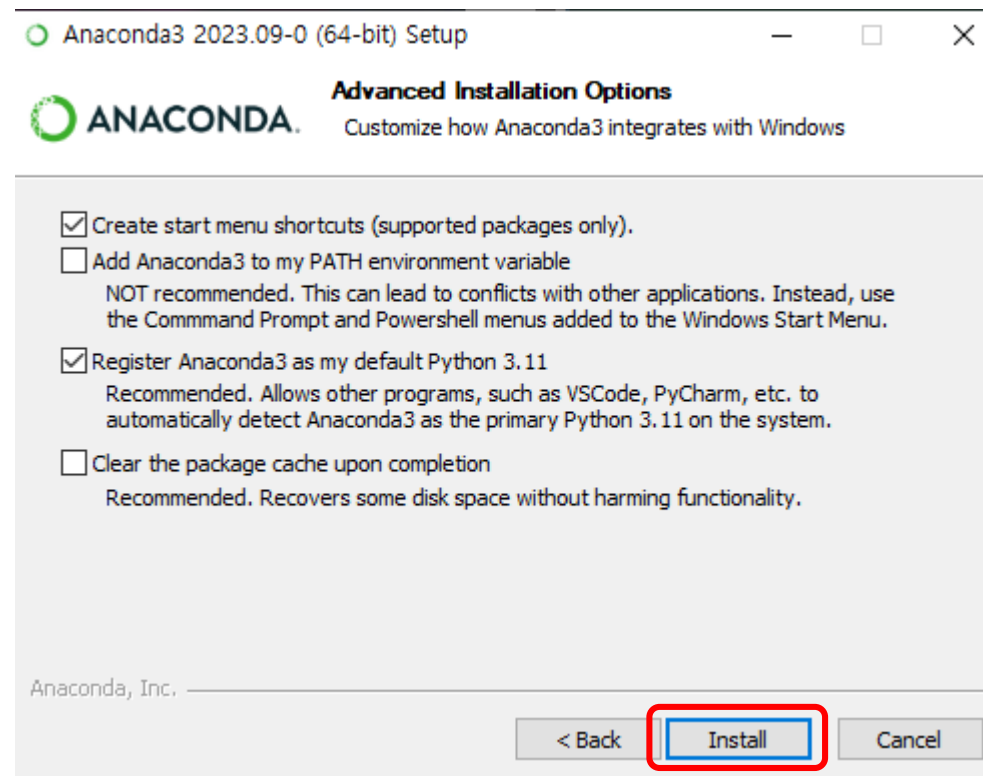 Anaconda3 2023.09-0 (64-bit) Setup
ANACONDA.
Advanced Installation Options
Customize how Anaconda3 integrates with Windows
Create start menu shortcuts (supported packages only).
Add Anaconda3 to my PATH environment variable
NOT recommended. This can lead to conflicts with other applications. Instead, use
the Commmand Prompt and Powershell menus added to the Windows Start Menu.
Register Anaconda3 as my default Python 3.11
Recommended. Allows other programs, such as VSCode, PyCharm, etc. to
automatically detect Anaconda3 as the primary Python 3.11 on the system.
Clear the package cache upon completion
Recommended. Recovers some disk space without harming functionality.
Anaconda, Inc.
< Back
Install
Cancel